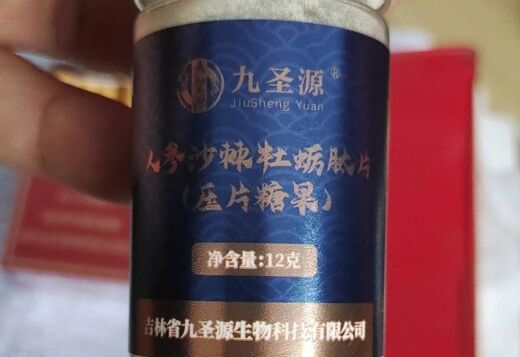 九圣源®
JiuSheng Yuan
人参沙棘牡蛎肽片
(压片糖果)
净含量:12克
吉林省九圣源生物科技有限公司